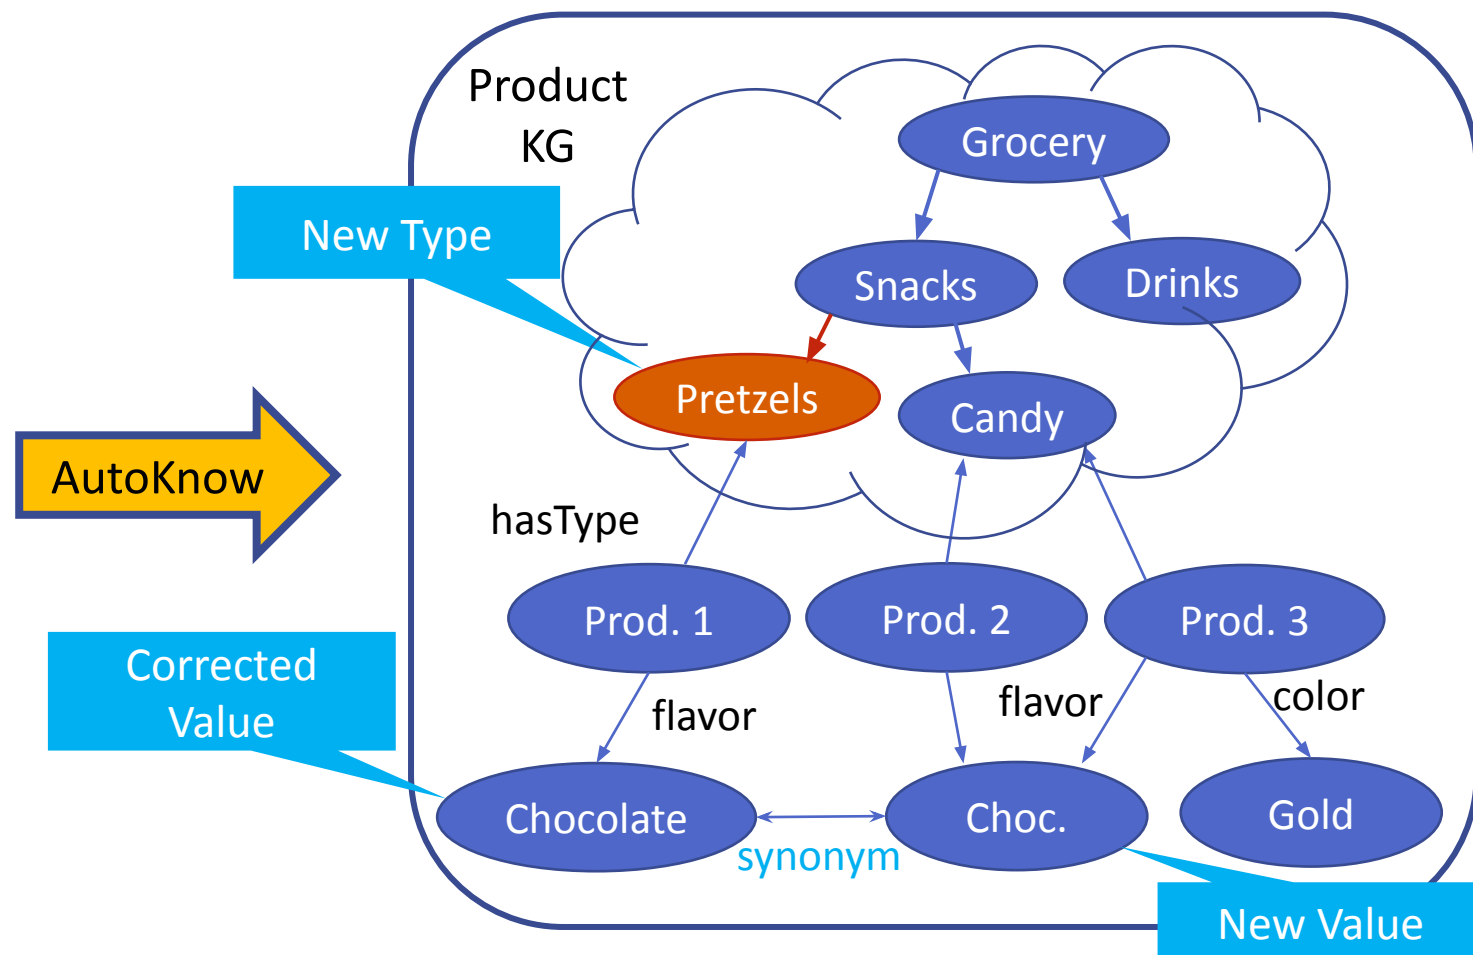 Product
KG
Grocery
New Type
Snacks
Drinks
Pretzels
Candy
AutoKnow
hasType
Prod. 1
Prod. 2
Prod. 3
Corrected
Value
flavor
flavor
color
Chocolate
synonym
Choc.
Gold
New Value